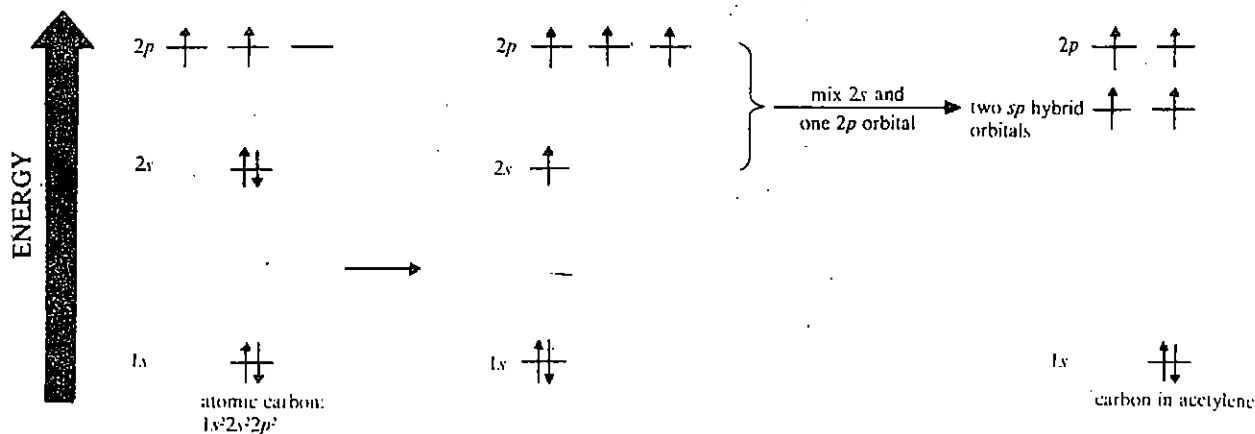 ENERGY
2p
2s
1s
atomic carbon:
1s²2s²2p²
2p
2s
1s
mix 2s and
one 2p orbital
2p
two sp hybrid
orbitals
1s
carbon in acetylene